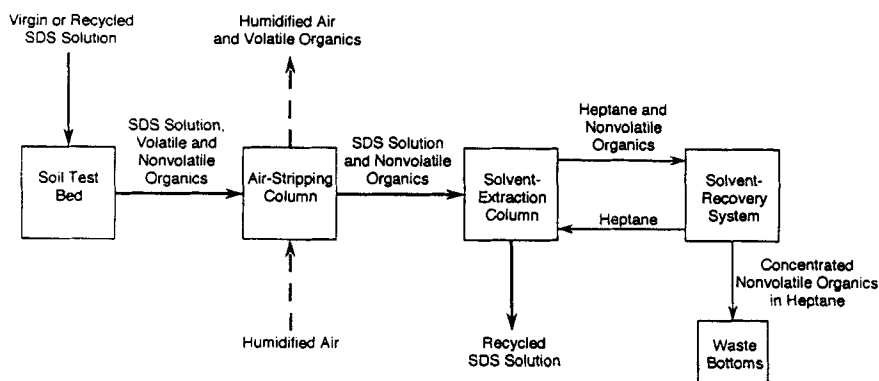 Virgin or Recycled
SDS Solution
Humidified Air
and Volatile Organics
Soil Test
Bed
SDS Solution,
Volatile and
Nonvolatile
Organics
Air-Stripping
Column
SDS Solution
and Nonvolatile
Organics
Solvent-
Extraction
Column
Heptane and
Nonvolatile
Organics
Heptane
Solvent-
Recovery
System
Humidified Air
Recycled
SDS Solution
Concentrated
Nonvolatile Organics
in Heptane
Waste
Bottoms